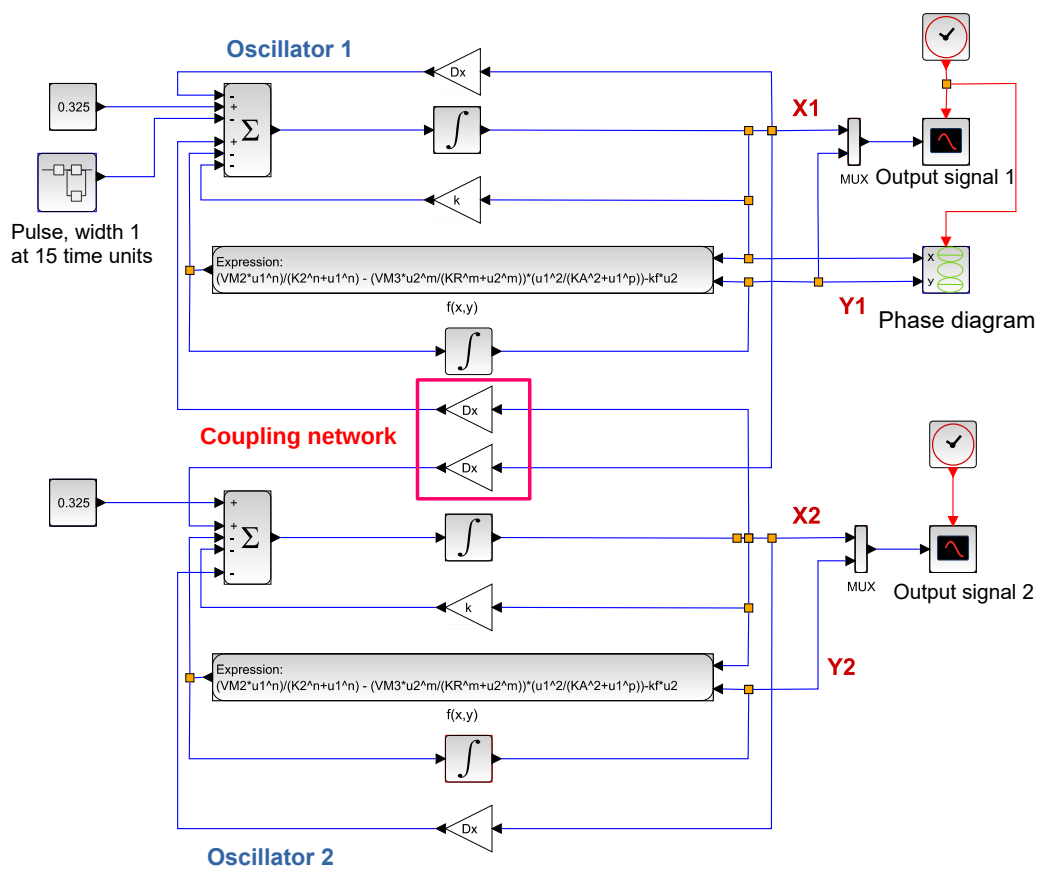 Oscillator 1
Dx
0.325
-
+
-
+
-
-
Σ
∫
X1
MUX
Output signal 1
k
Pulse, width 1
at 15 time units
Expression:
(VM2*u1^n)/(K2^n+u1^n) - (VM3*u2^m/(KR^m+u2^m))*(u1^2/(KA^2+u1^p))-kf*u2
f(x,y)
x
y
Y1
Phase diagram
∫
Dx
Coupling network
Dx
0.325
+
+
-
-
-
Σ
∫
X2
MUX
Output signal 2
k
Expression:
(VM2*u1^n)/(K2^n+u1^n) - (VM3*u2^m/(KR^m+u2^m))*(u1^2/(KA^2+u1^p))-kf*u2
f(x,y)
Y2
∫
Dx
Oscillator 2